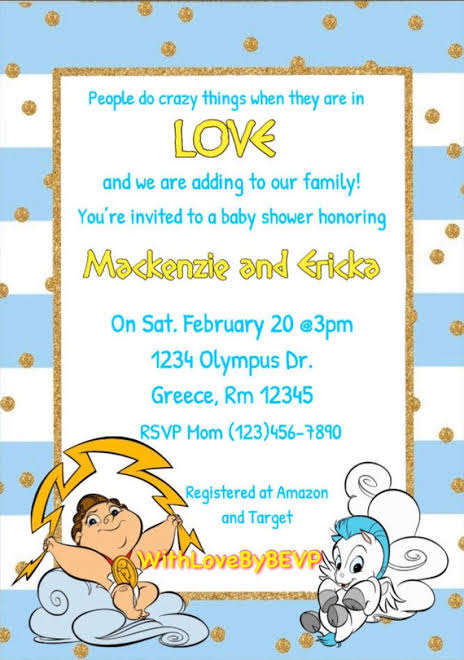 People do crazy things when they are in
LOVE
and we are adding to our family!
You're invited to a baby shower honoring
Mackenzie and Ericka
On Sat. February 20 @3pm
1234 Olympus Dr.
Greece, Rm 12345
RSVP Mom (123)456-7890
Registered at Amazon
and Target
WithLoveByBEVP